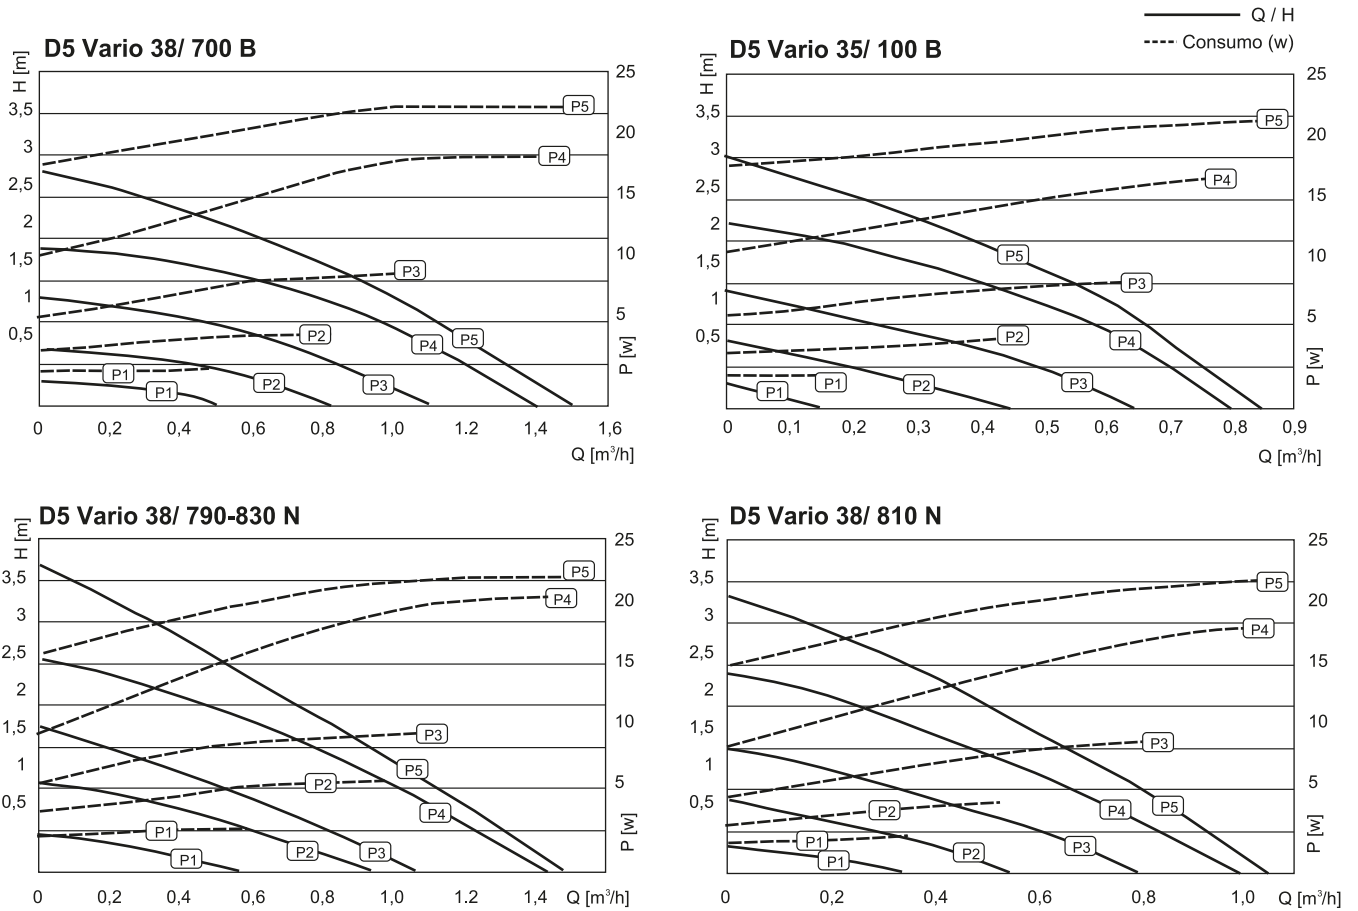 Q / H
Consumo (w)
D5 Vario 38/ 700 B
H [m]
3,5
3
2,5
2
1,5
1
0,5
25
20
15
10
5
P [w]
P5
P4
P3
P2
P1
P5
P4
P3
P2
P1
0 0,2 0,4 0,6 0,8 1.0 1.2 1,4 1,6
Q [m³/h]
D5 Vario 35/ 100 B
H [m]
3,5
3
2,5
2
1,5
1
0,5
25
20
15
10
5
P [w]
P5
P4
P5
P3
P2
P4
P1
P1
P2
P3
0 0,1 0,2 0,3 0,4 0,5 0,6 0,7 0,8 0,9
Q [m³/h]
D5 Vario 38/ 790-830 N
H [m]
3,5
3
2,5
2
1,5
1
0,5
25
20
15
10
5
P [w]
P5
P4
P3
P5
P2
P4
P1
P1
P2
P3
0 0,2 0,4 0,6 0,8 1,0 1.2 1,4 Q [m³/h]
D5 Vario 38/ 810 N
H [m]
3,5
3
2,5
2
1,5
1
0,5
25
20
15
10
5
P [w]
P5
P4
P3
P2
P4
P5
P1
P3
P2
P1
0 0,2 0,4 0,6 0,8 1.0 Q [m³/h]